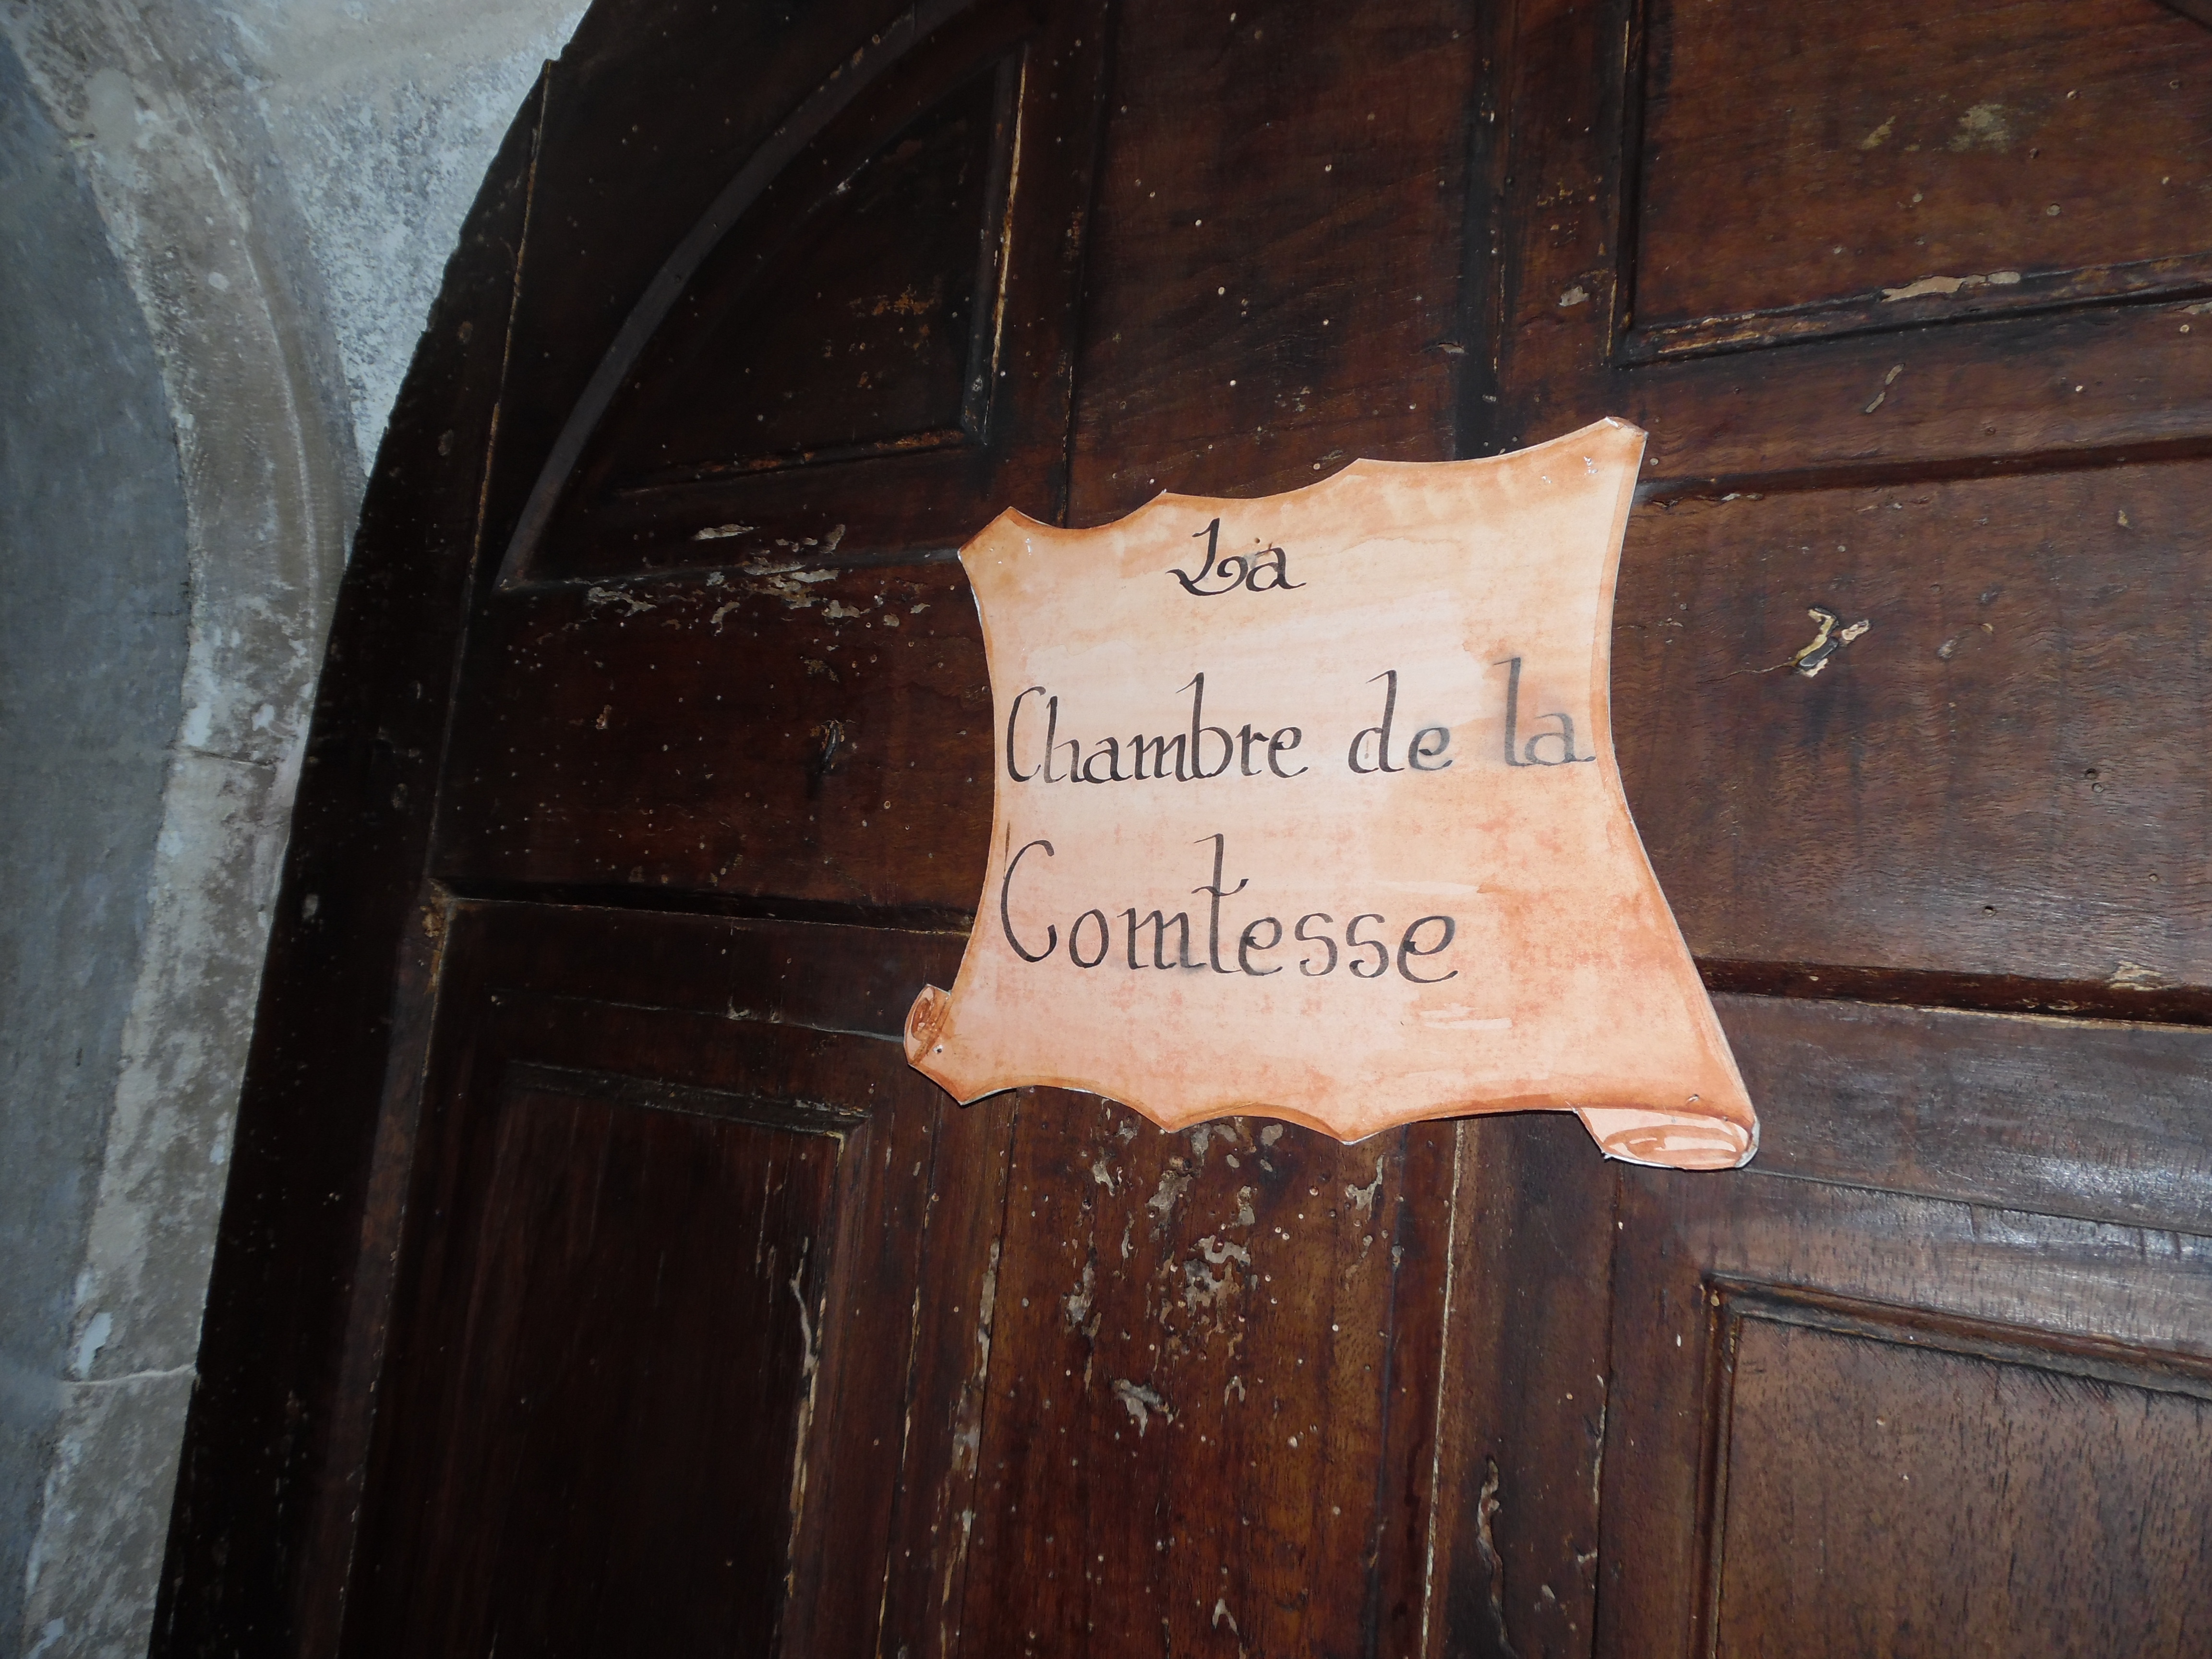 La
Chambre de la
Comtesse